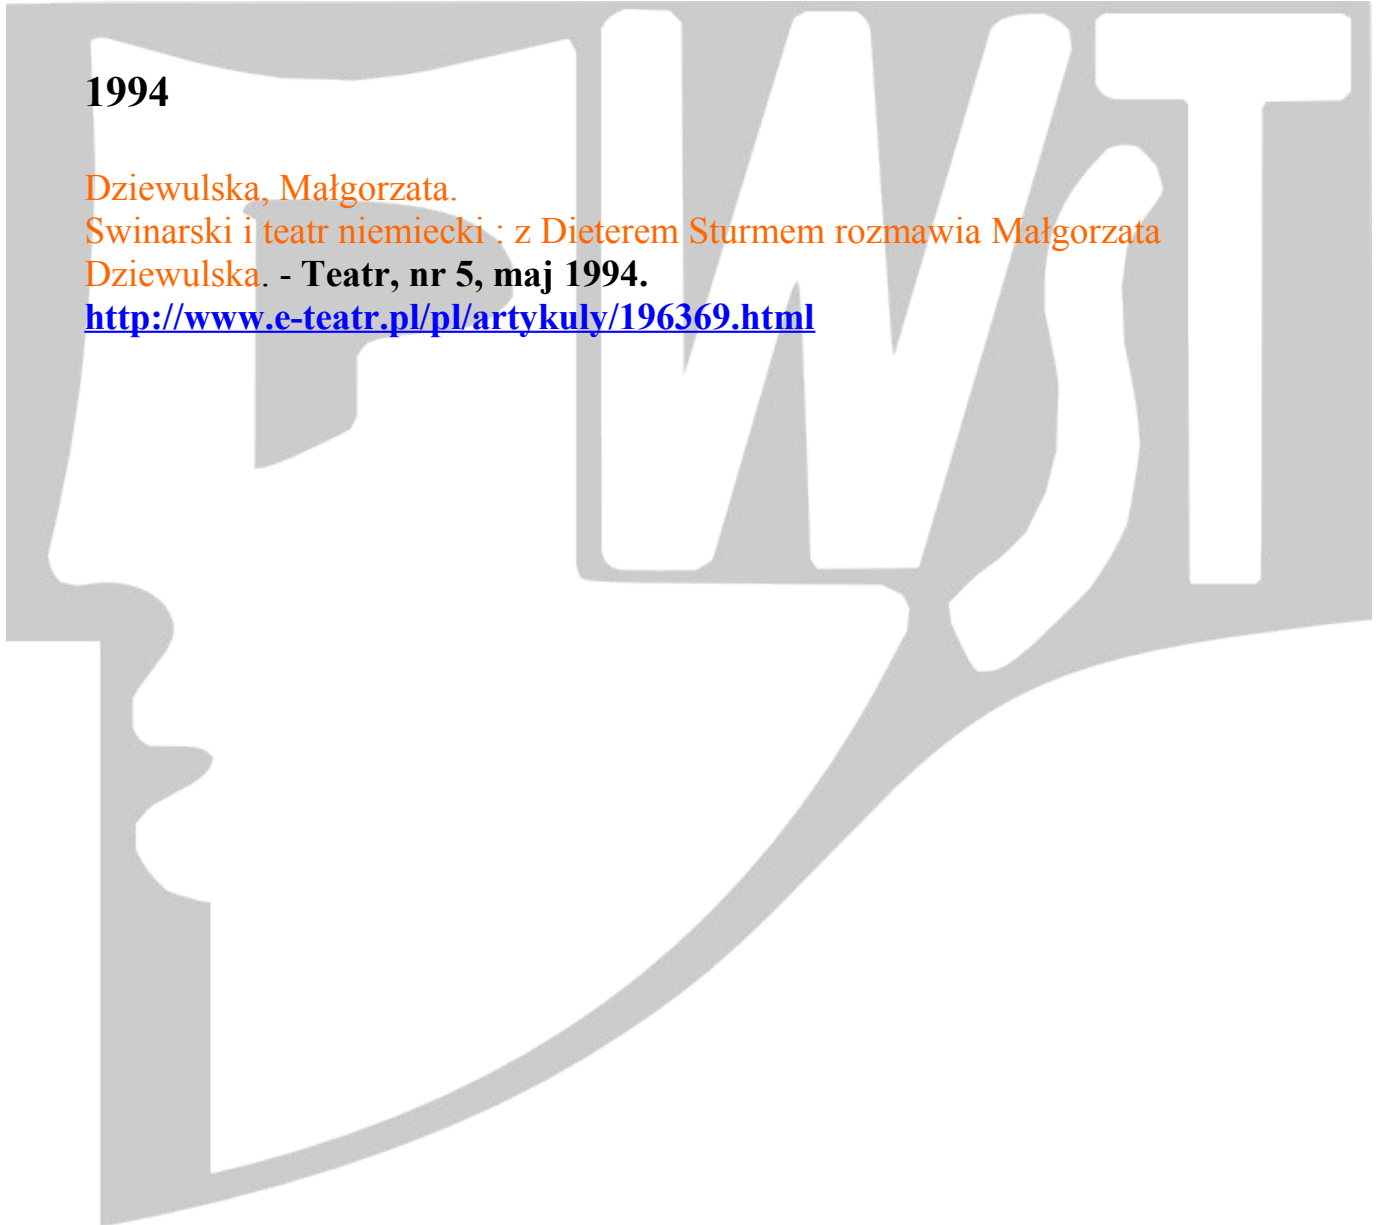 PWST
1994
Dziewulska, Małgorzata.
Swinarski i teatr niemiecki : z Dieterem Sturmem rozmawia Małgorzata
Dziewulska. - Teatr, nr 5, maj 1994.
http://www.e-teatr.pl/pl/artykuly/196369.html